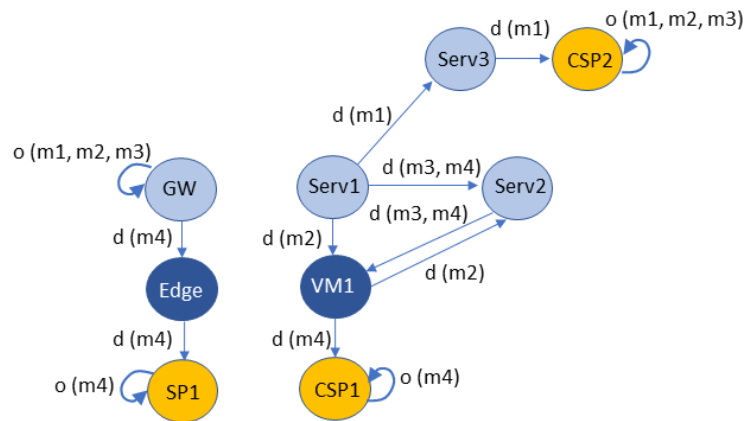 o (m1, m2, m3)
d (m1)
Serv3
CSP2
d (m1)
o (m1, m2, m3)
GW
Serv1
d (m3, m4)
Serv2
d (m3, m4)
d (m4)
d (m2)
d (m2)
Edge
VM1
d (m4)
d (m4)
o (m4)
SP1
CSP1
o (m4)